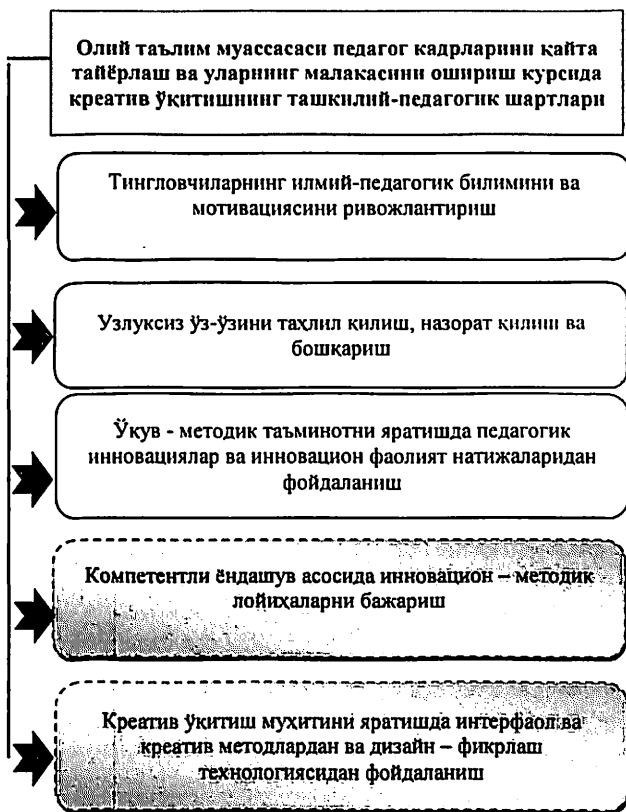 Олий таълим муассасаси педагог кадрларини қайта
тайёрлаш ва уларнинг малакасини ошириш курсида
креатив ўқитишнинг ташкилий-педагогик шартлари
Тингловчиларнинг илмий-педагогик билимини ва
мотивациясини ривожлантириш
Узлуксиз ўз-ўзини таҳлил қилиш, назорат қилиш ва
бошқариш
Ўқув - методик таъминотни яратишда педагогик
инновациялар ва инновацион фаолият натижаларидан
фойдаланиш
Компетентли ёндашув асосида инновацион – методик
лойиҳаларни бажариш
Креатив ўқитиш муҳитини яратишда интерфаол ва
креатив методлардан ва дизайн – фикрлаш
технологиясидан фойдаланиш